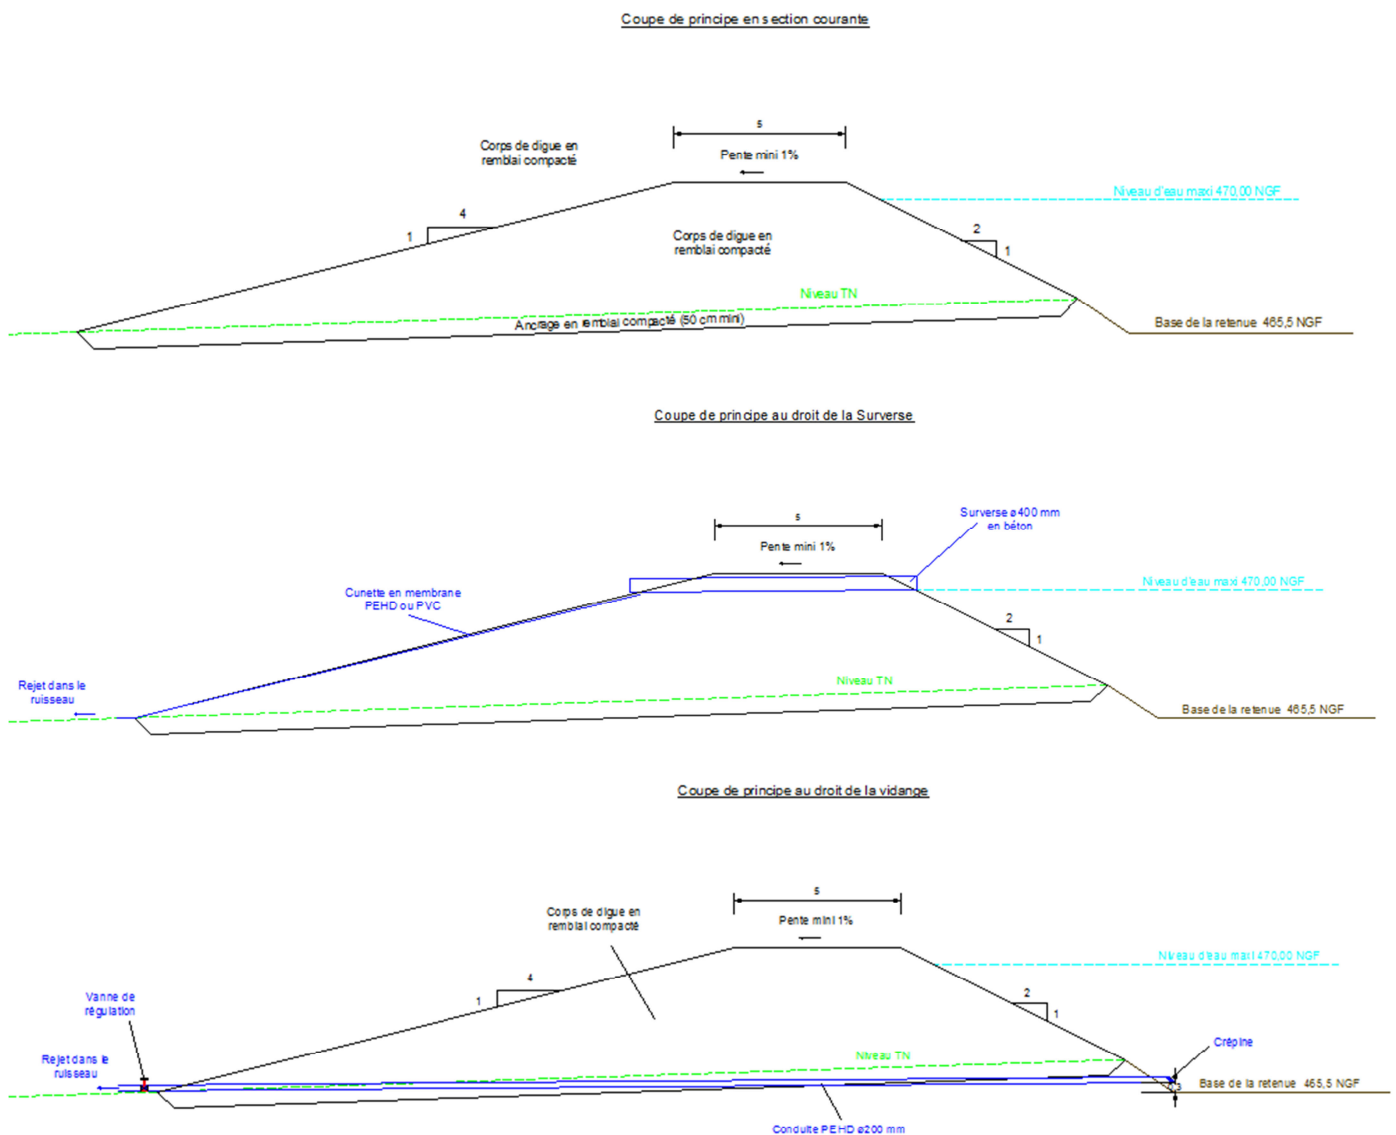 Coupe de principe en section courante
5
Corps de digue en
remblai compacté
Pente mini 1%
Niveau d'eau maxi 470,00 NGF
4
1
Corps de digue en
remblai compacté
2
1
Niveau TN
Ancrage en remblai compacté (50 cm mini)
Base de la retenue 465,5 NGF
Coupe de principe au droit de la Surverse
5
Surverse ø400 mm
en béton
Pente mini 1%
Niveau d'eau maxi 470,00 NGF
Cunette en membrane
PEHD ou PVC
2
1
Rejet dans le
ruisseau
Niveau TN
Base de la retenue 465,5 NGF
Coupe de principe au droit de la vidange
5
Corps de digue en
remblai compacté
Pente mini 1%
Niveau d'eau maxi 470,00 NGF
4
1
2
1
Vanne de
régulation
Crépine
Rejet dans le
ruisseau
Niveau TN
Base de la retenue 465,5 NGF
Conduite PEHD ø200 mm